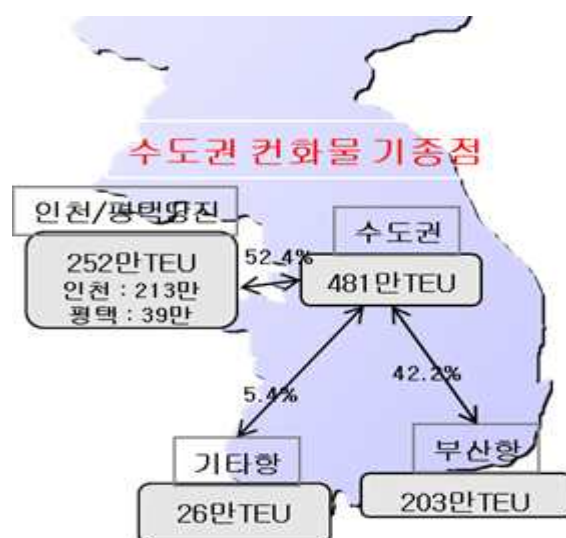 수도권 컨화물 기종점
인천/평택당진
수도권
252만TEU
인천 : 213만
평택 : 39만
52.4%
481만TEU
5.4%
42.2%
기타항
부산항
26만TEU
203만TEU